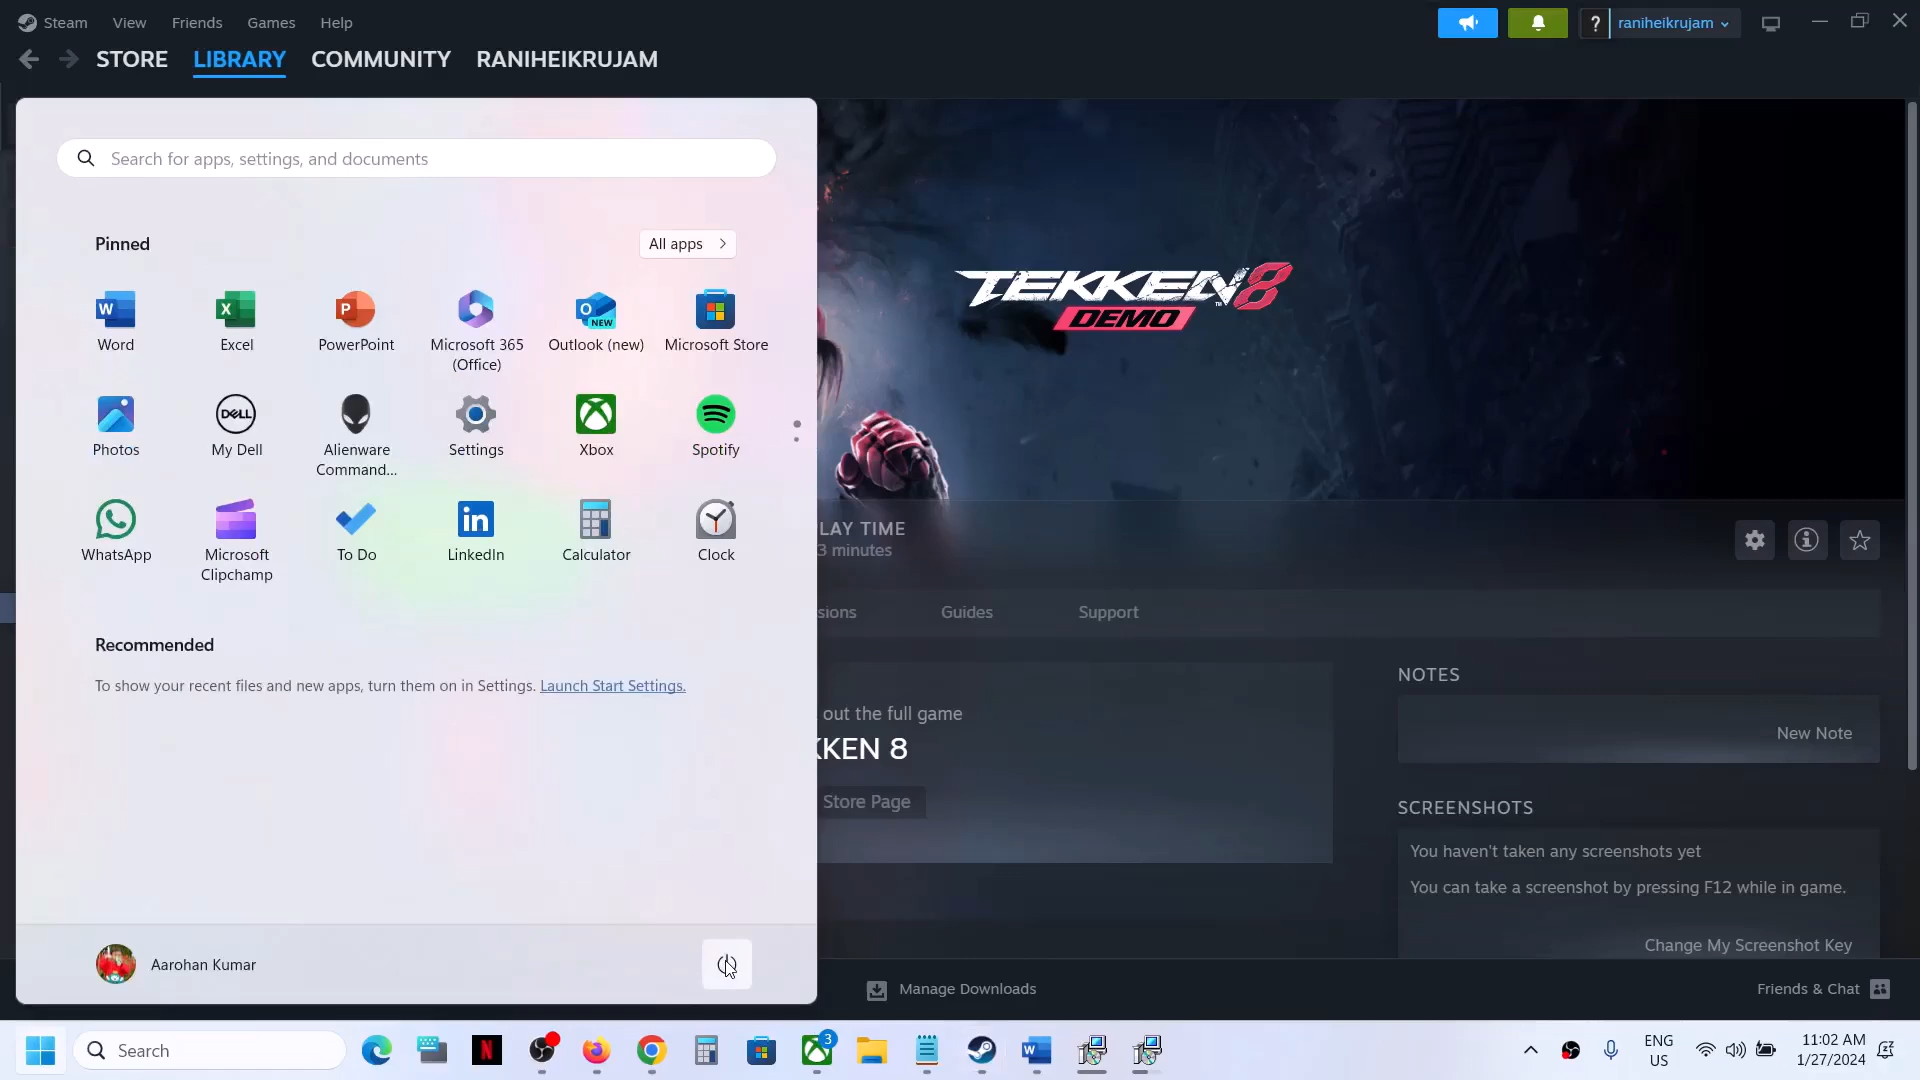 Steam View Friends Games Help
? raniheikrujam
STORE LIBRARY COMMUNITY RANIHEIKRUJAM
Search for apps, settings, and documents
Pinned
All apps
Word
Excel
PowerPoint
Microsoft 365
(Office)
Outlook (new)
Microsoft Store
Photos
My Dell
Alienware
Command...
Settings
Xbox
Spotify
WhatsApp
Microsoft
Clipchamp
To Do
LinkedIn
Calculator
Clock
Recommended
To show your recent files and new apps, turn them on in Settings. Launch Start Settings.
Aarohan Kumar
TEKKEN 8
DEMO
LAY TIME
3 minutes
sions Guides Support
out the full game
KKEN 8
Store Page
NOTES
New Note
SCREENSHOTS
You haven't taken any screenshots yet
You can take a screenshot by pressing F12 while in game.
Change My Screenshot Key
Manage Downloads
Friends & Chat
Search
3
ENG
US
11:02 AM
1/27/2024